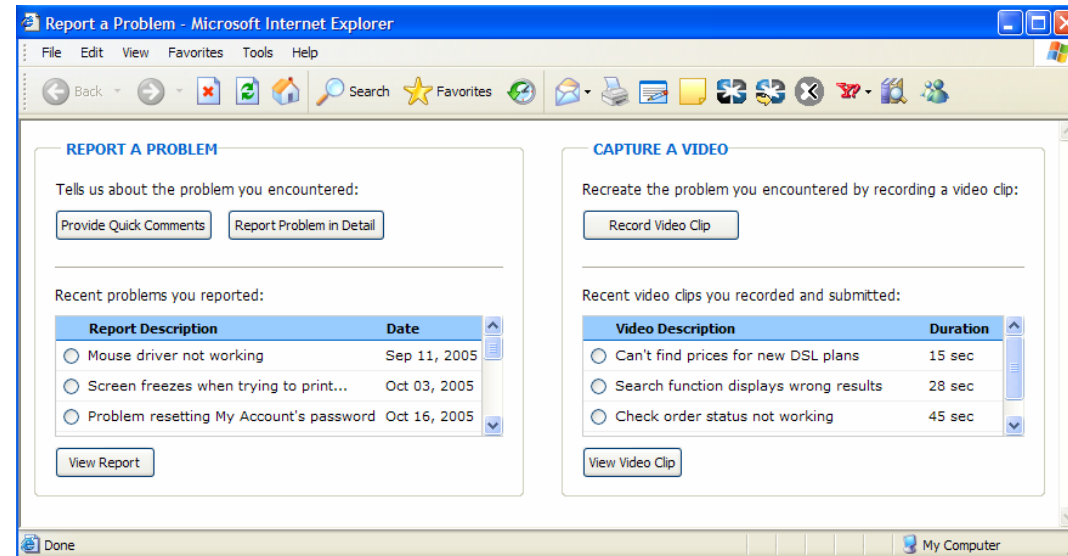 Report a Problem - Microsoft Internet Explorer
File Edit View Favorites Tools Help
Back Search Favorites
REPORT A PROBLEM
Tells us about the problem you encountered:
Provide Quick Comments Report Problem in Detail
Recent problems you reported:
Report Description Date
Mouse driver not working Sep 11, 2005
Screen freezes when trying to print... Oct 03, 2005
Problem resetting My Account's password Oct 16, 2005
View Report
CAPTURE A VIDEO
Recreate the problem you encountered by recording a video clip:
Record Video Clip
Recent video clips you recorded and submitted:
Video Description Duration
Can't find prices for new DSL plans 15 sec
Search function displays wrong results 28 sec
Check order status not working 45 sec
View Video Clip
Done My Computer